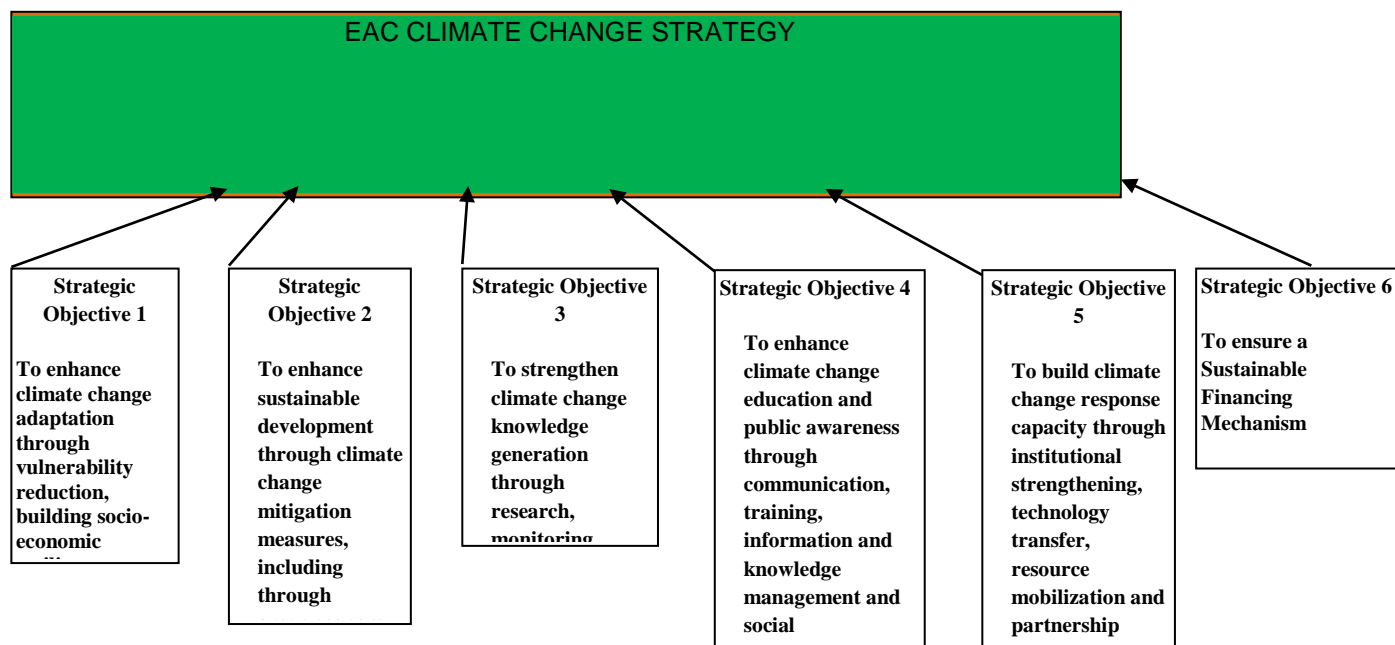 EAC CLIMATE CHANGE STRATEGY
Strategic
Objective 1
To enhance
climate change
adaptation
through
vulnerability
reduction,
building socio-
economic
Strategic
Objective 2
To enhance
sustainable
development
through climate
change
mitigation
measures,
including
through
Strategic Objective
3
To strengthen
climate change
knowledge
generation
through
research,
monitoring
Strategic Objective 4
To enhance
climate change
education and
public awareness
through
communication,
training,
information and
knowledge
management and
social
Strategic Objective
5
To build climate
change response
capacity through
institutional
strengthening,
technology
transfer,
resource
mobilization and
partnership
Strategic Objective 6
To ensure a
Sustainable
Financing
Mechanism